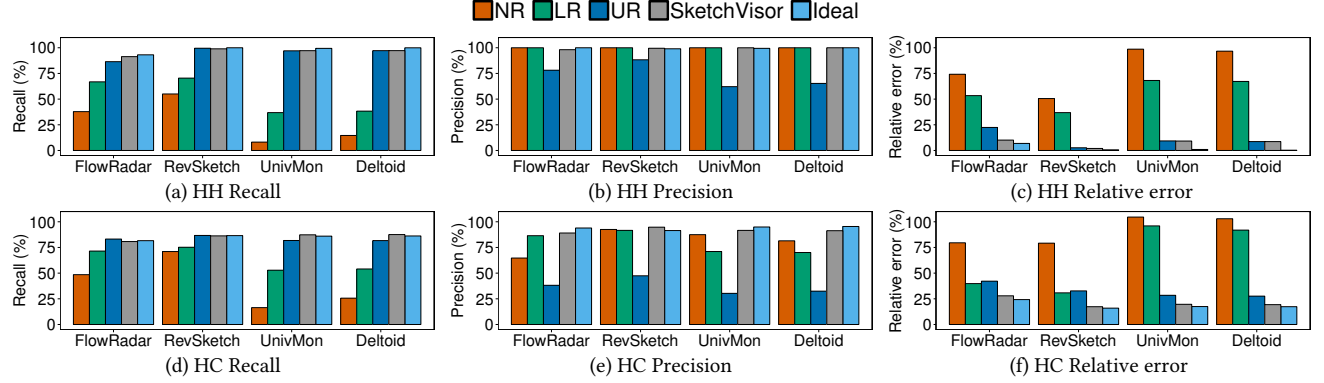 NR LR UR SketchVisor Ideal
Recall (%)
100
75
50
25
0
FlowRadar RevSketch UnivMon Deltoid
(a) HH Recall
Precision (%)
100
75
50
25
0
FlowRadar RevSketch UnivMon Deltoid
(b) HH Precision
Relative error (%)
100
75
50
25
0
FlowRadar RevSketch UnivMon Deltoid
(c) HH Relative error
Recall (%)
100
75
50
25
0
FlowRadar RevSketch UnivMon Deltoid
(d) HC Recall
Precision (%)
100
75
50
25
0
FlowRadar RevSketch UnivMon Deltoid
(e) HC Precision
Relative error (%)
100
75
50
25
0
FlowRadar RevSketch UnivMon Deltoid
(f) HC Relative error